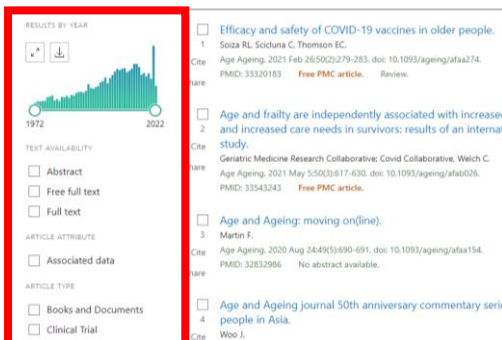 RESULTS BY YEAR
1972 2022
TEXT AVAILABILITY
Abstract
Free full text
Full text
ARTICLE ATTRIBUTE
Associated data
ARTICLE TYPE
Books and Documents
Clinical Trial
Efficacy and safety of COVID-19 vaccines in older people.
1
Soiza RL, Scicluna C, Thomson EC.
Cite
Age Ageing. 2021 Feb 26;50(2):279-283. doi: 10.1093/ageing/afaa274.
hare
PMID: 33320183 Free PMC article. Review.
Age and frailty are independently associated with increased
2
and increased care needs in survivors: results of an internat
Cite
study.
Geriatric Medicine Research Collaborative; Covid Collaborative, Welch C.
hare
Age Ageing. 2021 May 5;50(3):617-630. doi: 10.1093/ageing/afab026.
PMID: 33543243 Free PMC article.
Age and Ageing: moving on(line).
3
Martin F.
Cite
Age Ageing. 2020 Aug 24;49(5):690-691. doi: 10.1093/ageing/afaa154.
hare
PMID: 32832986 No abstract available.
Age and Ageing journal 50th anniversary commentary serie
4
people in Asia.
Cite
Woo J.